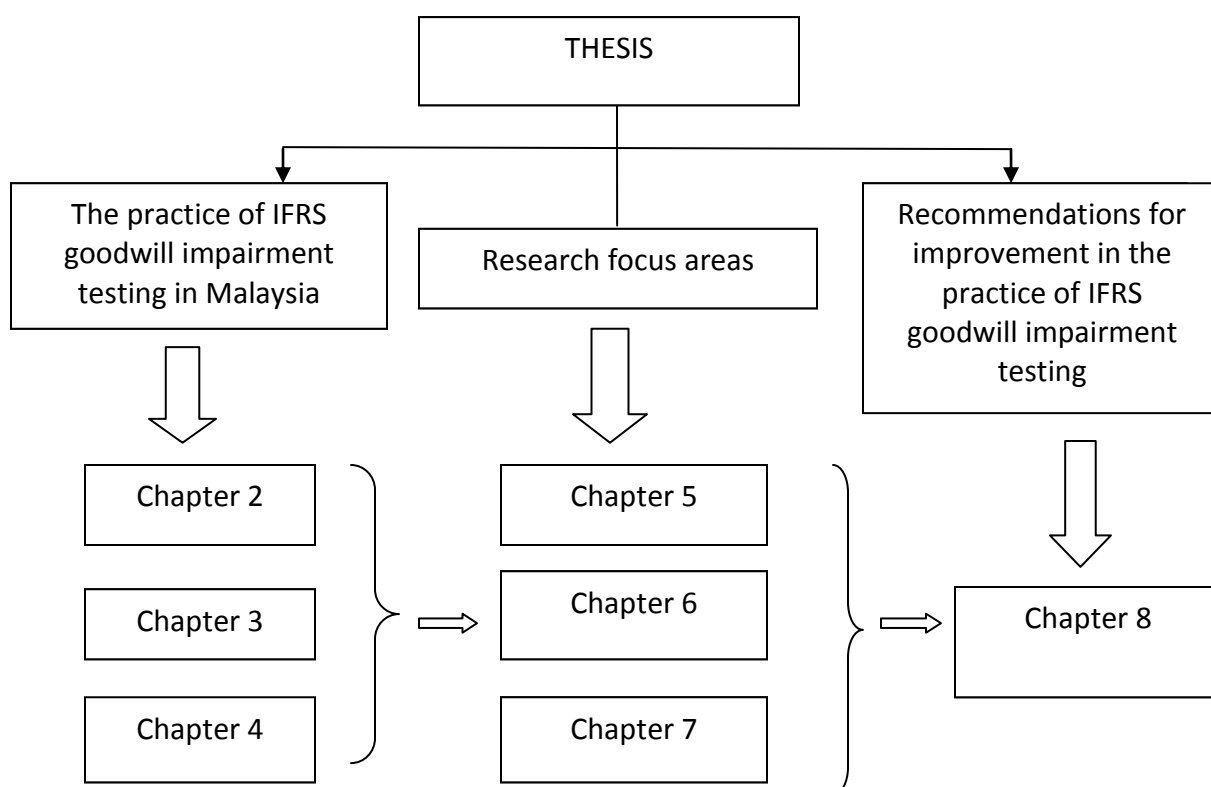 THESIS
The practice of IFRS
goodwill impairment
testing in Malaysia
Research focus areas
Recommendations for
improvement in the
practice of IFRS
goodwill impairment
testing
Chapter 2
Chapter 3
Chapter 4
Chapter 5
Chapter 6
Chapter 7
Chapter 8